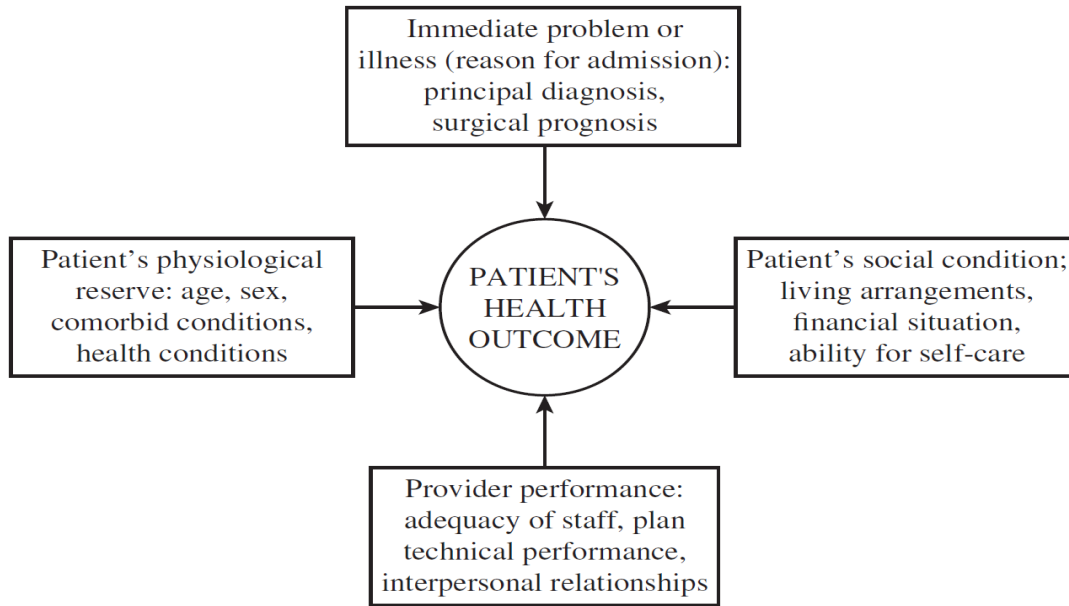 Immediate problem or
illness (reason for admission):
principal diagnosis,
surgical prognosis
Patient's physiological
reserve: age, sex,
comorbid conditions,
health conditions
PATIENT'S
HEALTH
OUTCOME
Patient's social condition;
living arrangements,
financial situation,
ability for self-care
Provider performance:
adequacy of staff, plan
technical performance,
interpersonal relationships